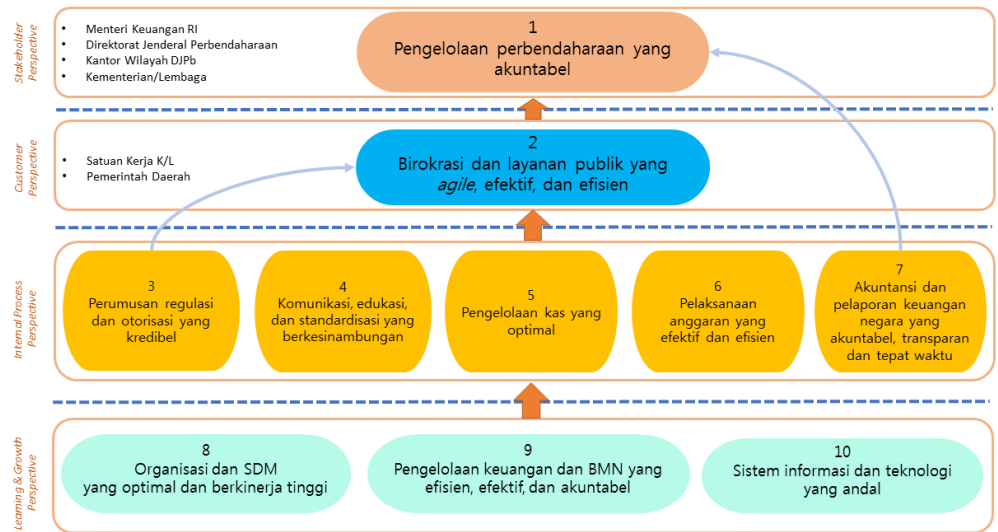 Stakeholder
Perspective
• Menteri Keuangan RI
• Direktorat Jenderal Perbendaharaan
• Kantor Wilayah DJPb
• Kementerian/Lembaga
1
Pengelolaan perbendaharaan yang
akuntabel
Customer
Perspective
• Satuan Kerja K/L
• Pemerintah Daerah
2
Birokrasi dan layanan publik yang
agile, efektif, dan efisien
Internal Process
Perspective
3
Perumusan regulasi
dan otorisasi yang
kredibel
4
Komunikasi, edukasi,
dan standardisasi yang
berkesinambungan
5
Pengelolaan kas yang
optimal
6
Pelaksanaan
anggaran yang
efektif dan efisien
7
Akuntansi dan
pelaporan keuangan
negara yang
akuntabel, transparan
dan tepat waktu
Learning & Growth
Perspective
8
Organisasi dan SDM
yang optimal dan berkinerja tinggi
9
Pengelolaan keuangan dan BMN yang
efisien, efektif, dan akuntabel
10
Sistem informasi dan teknologi
yang andal